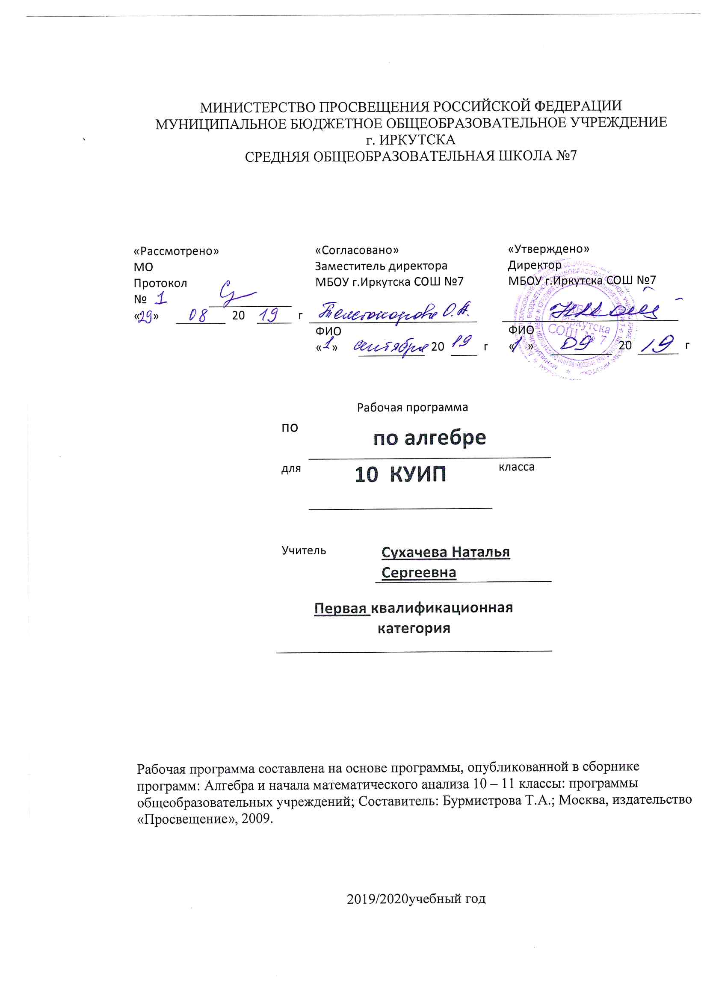 МИНИСТЕРСТВО ПРОСВЕЩЕНИЯ РОССИЙСКОЙ ФЕДЕРАЦИИ
МУНИЦИПАЛЬНОЕ БЮДЖЕТНОЕ ОБЩЕОБРАЗОВАТЕЛЬНОЕ УЧРЕЖДЕНИЕ
г. ИРКУТСКА
СРЕДНЯЯ ОБЩЕОБРАЗОВАТЕЛЬНАЯ ШКОЛА №7
«Рассмотрено»
МО
Протокол
№ 1
«29» 08 20 19 г
«Согласовано»
Заместитель директора
МБОУ г.Иркутска СОШ №7
О.А.
ФИО
«1» сентября 20 19 г
«Утверждено»
Директор
МБОУ г.Иркутска СОШ №7
ФИО
«1» 09 20 19 г
МБОУ
г. Иркутска
СОШ № 7
Рабочая программа
по
по алгебре
для 10 КУИП класса
Учитель Сухачева Наталья
Сергеевна
Первая квалификационная
категория
Рабочая программа составлена на основе программы, опубликованной в сборнике
программ: Алгебра и начала математического анализа 10 – 11 классы: программы
общеобразовательных учреждений; Составитель: Бурмистрова Т.А.; Москва, издательство
«Просвещение», 2009.
2019/2020учебный год